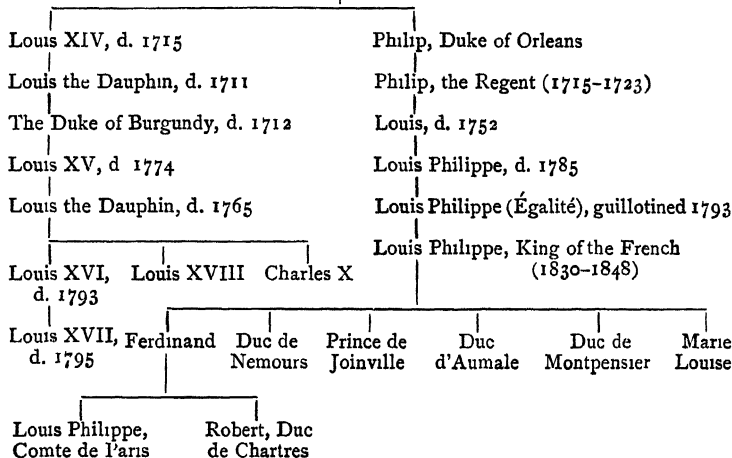 Louis XIV, d. 1715 Philip, Duke of Orleans
Louis the Dauphin, d. 1711 Philip, the Regent (1715–1723)
The Duke of Burgundy, d. 1712 Louis, d. 1752
Louis XV, d 1774 Louis Philippe, d. 1785
Louis the Dauphin, d. 1765 Louis Philippe (Égalité), guillotined 1793
Louis Philippe, King of the French
(1830–1848)
Louis XVI, Louis XVIII Charles X
d. 1793
Louis XVII, Ferdinand Duc de Prince de Duc Duc de Marie
d. 1795 Nemours Joinville d'Aumale Montpensier Louise
Louis Philippe, Robert, Duc
Comte de Paris de Chartres